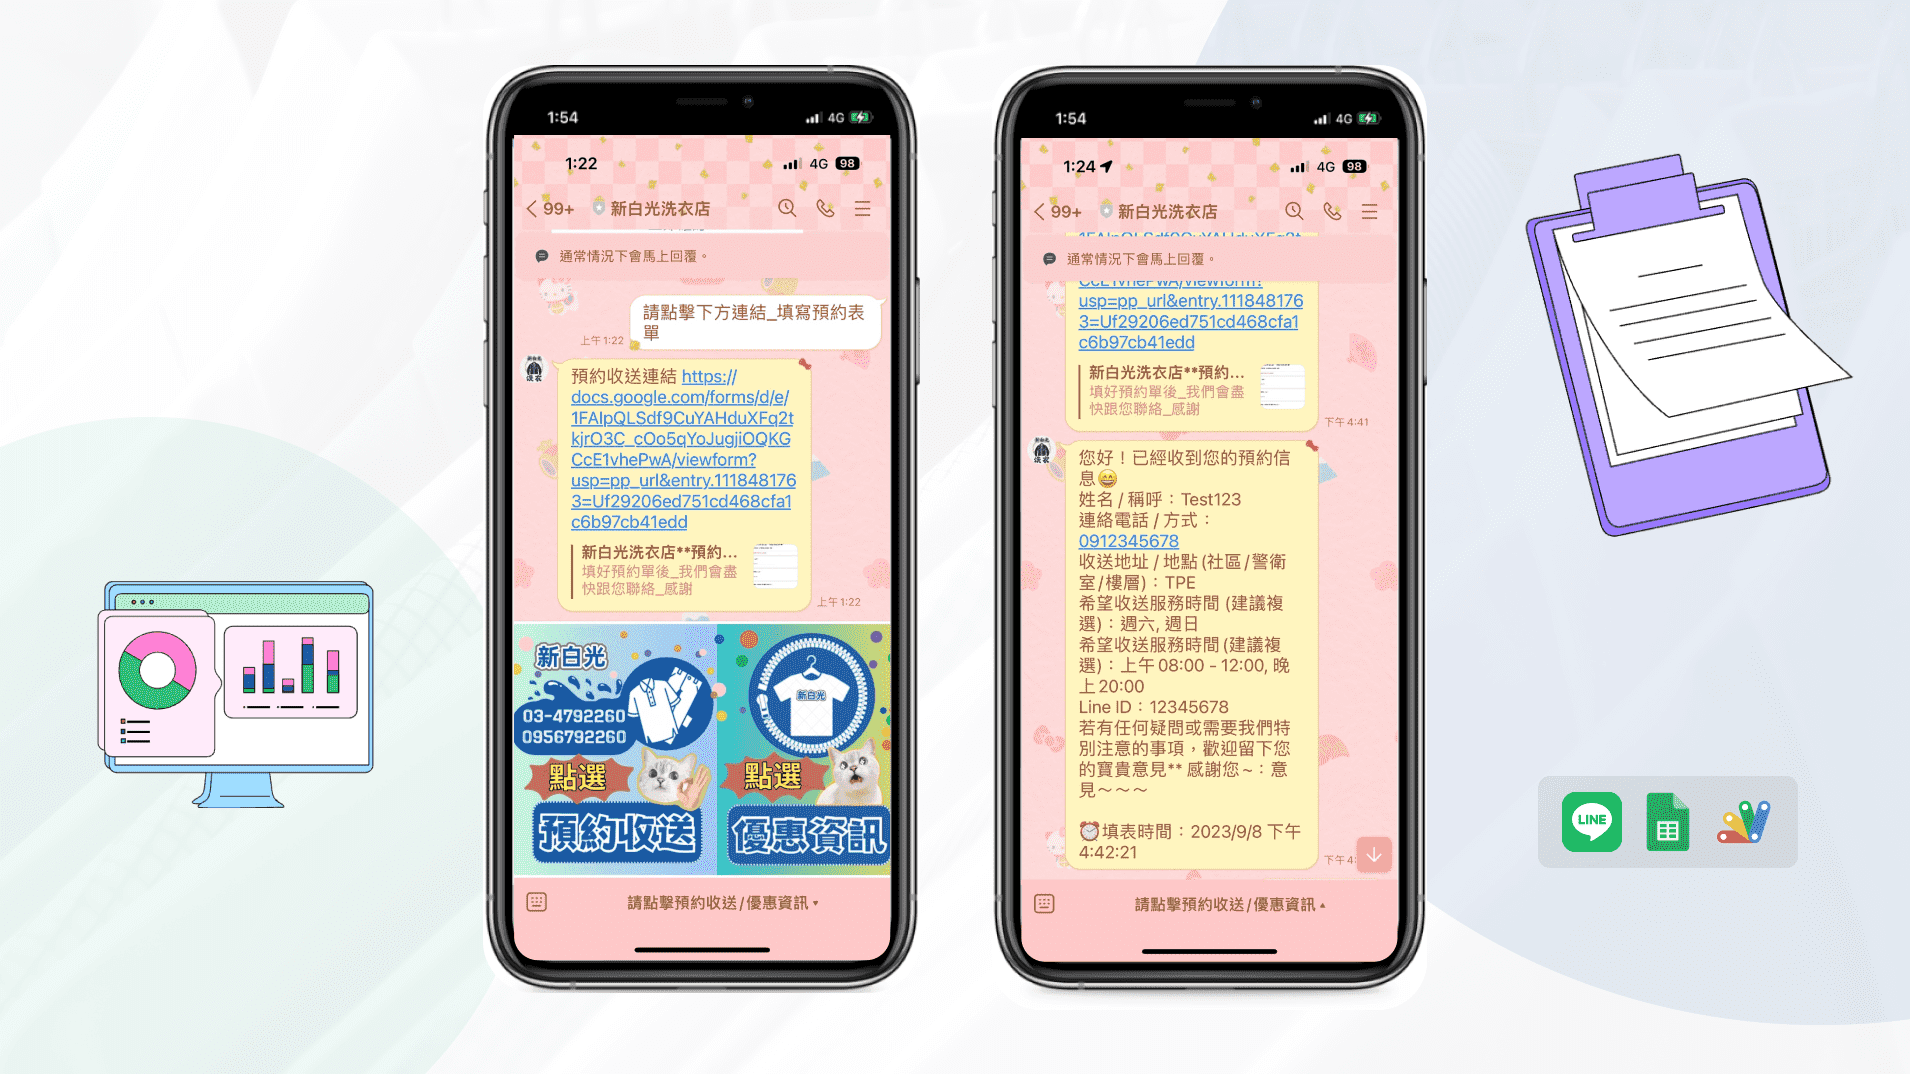 1:54
4G
1:22
4G 98
99+ 新白光洗衣店
通常情況下會馬上回覆。
請點擊下方連結_填寫預約表
單
上午1:22
預約收送連結 https://
docs.google.com/forms/d/e/
1FAIpQLSdf9CuYAHduXFq2t
kjrO3C_cOo5qYoJugjiOQKG
CcE1vhePwA/viewform?
usp=pp_url&entry.111848176
3=Uf29206ed751cd468cfa1
c6b97cb41edd
新白光洗衣店**預約...
填好預約單後_我們會盡
快跟您聯絡_感謝
上午1:22
新白光
03-4792260
0956792260
點選
預約收送
新白光
點選
優惠資訊
請點擊預約收送/優惠資訊▾
1:54
4G
1:24
4G 98
99+ 新白光洗衣店
1FAIpQLSdf9CuYAHduXFq2t
通常情況下會馬上回覆。
CcE1vhePwA/viewform?
usp=pp_url&entry.111848176
3=Uf29206ed751cd468cfa1
c6b97cb41edd
新白光洗衣店**預約...
填好預約單後_我們會盡
快跟您聯絡_感謝
下午4:41
您好！已經收到您的預約信
息😄
姓名 / 稱呼：Test123
連絡電話 / 方式：
0912345678
收送地址 / 地點 (社區 / 警衛
室 / 樓層)：TPE
希望收送服務時間 (建議複
選)：週六, 週日
希望收送服務時間 (建議複
選)：上午 08:00 - 12:00, 晚
上 20:00
Line ID：12345678
若有任何疑問或需要我們特
別注意的事項，歡迎留下您
的寶貴意見** 感謝您~：意
見～～～
⏰填表時間：2023/9/8 下午
4:42:21
下午4:
請點擊預約收送/優惠資訊▴
LINE